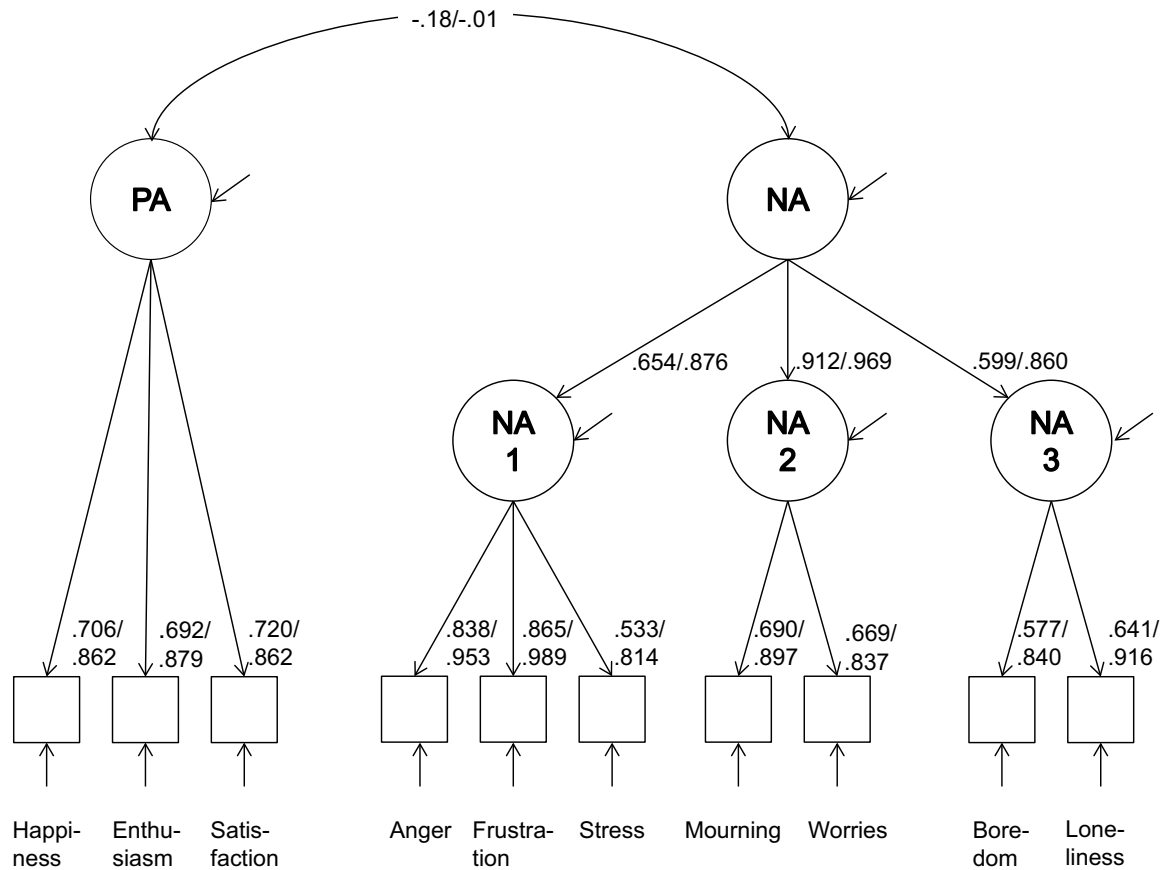 -.18/-.01
PA
NA
.654/.876
.912/.969
.599/.860
NA
1
NA
2
NA
3
.706/
.862
.692/
.879
.720/
.862
.838/
.953
.865/
.989
.533/
.814
.690/
.897
.669/
.837
.577/
.840
.641/
.916
Happi-
ness
Enthu-
siasm
Satis-
faction
Anger
Frustra-
tion
Stress
Mourning
Worries
Bore-
dom
Lone-
liness